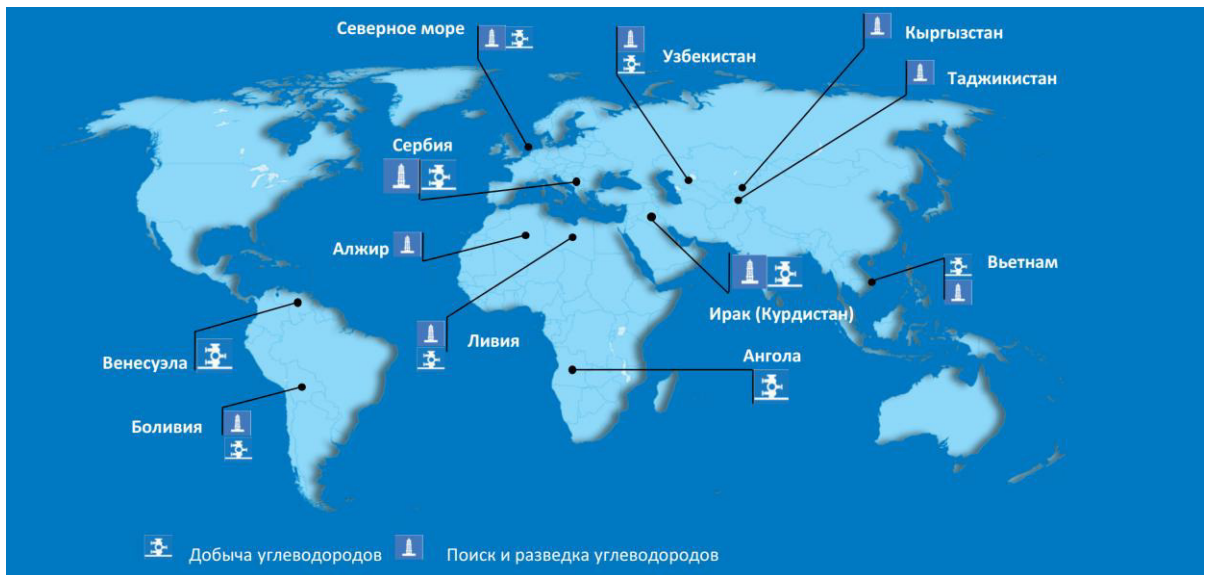 Северное море
Кыргызстан
Узбекистан
Таджикистан
Сербия
Алжир
Вьетнам
Ирак (Курдистан)
Ливия
Ангола
Венесуэла
Боливия
Добыча углеводородов
Поиск и разведка углеводородов